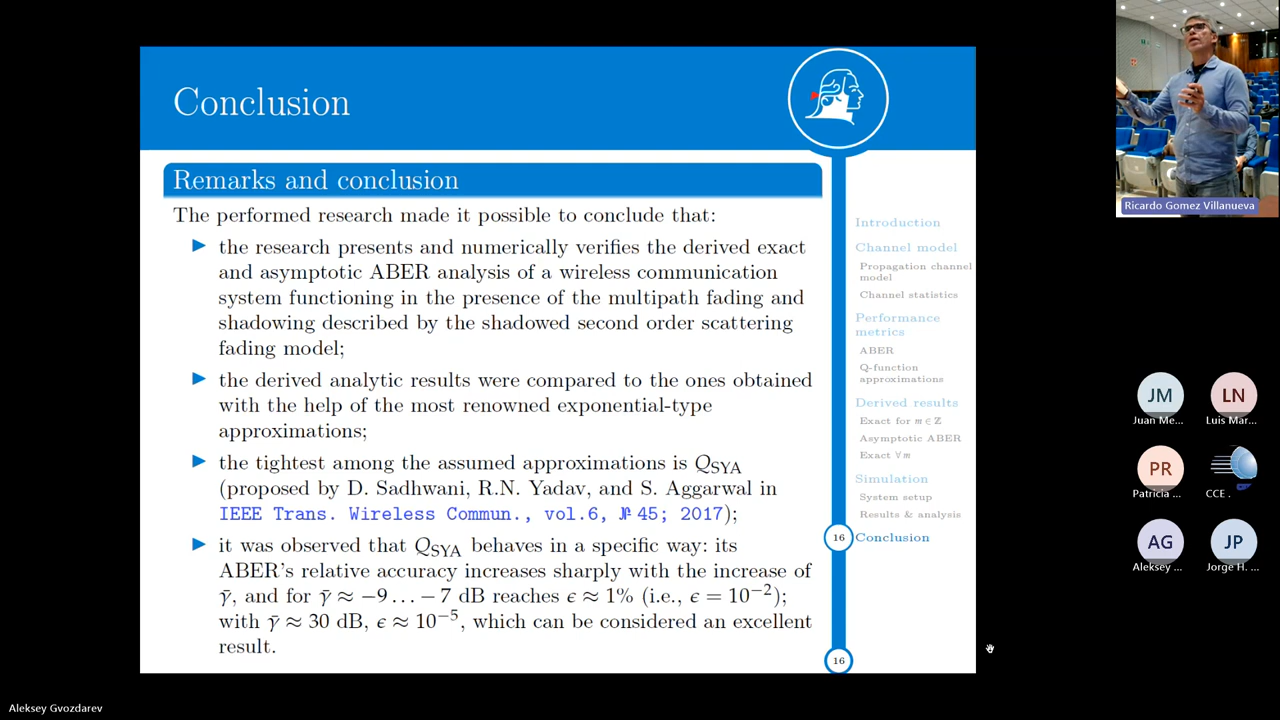 Conclusion
Remarks and conclusion
The performed research made it possible to conclude that:
the research presents and numerically verifies the derived exact
and asymptotic ABER analysis of a wireless communication
system functioning in the presence of the multipath fading and
shadowing described by the shadowed second order scattering
fading model;
the derived analytic results were compared to the ones obtained
with the help of the most renowned exponential-type
approximations;
the tightest among the assumed approximations is Q_SYA
(proposed by D. Sadhwani, R.N. Yadav, and S. Aggarwal in
IEEE Trans. Wireless Commun., vol.6, № 45; 2017);
it was observed that Q_SYA behaves in a specific way: its
ABER's relative accuracy increases sharply with the increase of
γ̄, and for γ̄ ≈ −9 … − 7 dB reaches ϵ ≈ 1% (i.e., ϵ = 10⁻²);
with γ̄ ≈ 30 dB, ϵ ≈ 10⁻⁵, which can be considered an excellent
result.
Introduction
Channel model
Propagation channel
model
Channel statistics
Performance
metrics
ABER
Q-function
approximations
Derived results
Exact for m ∈ ℤ
Asymptotic ABER
Exact ∀ m
Simulation
System setup
Results & analysis
16 Conclusion
16
Ricardo Gomez Villanueva
JM
Juan Me...
LN
Luis Mar...
PR
Patricia ...
CCE .
AG
Aleksey ...
JP
Jorge H. ...
Aleksey Gvozdarev